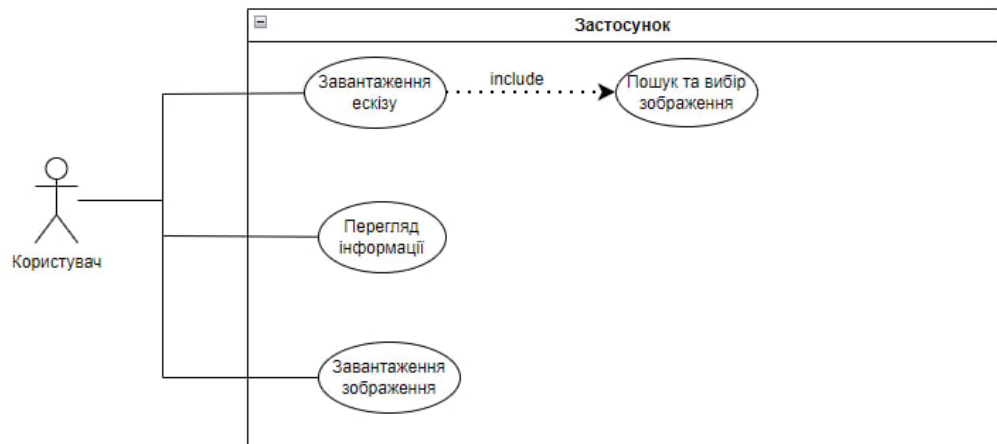 Застосунок
Завантаження
ескізу
include
Пошук та вибір
зображення
Перегляд
інформації
Користувач
Завантаження
зображення